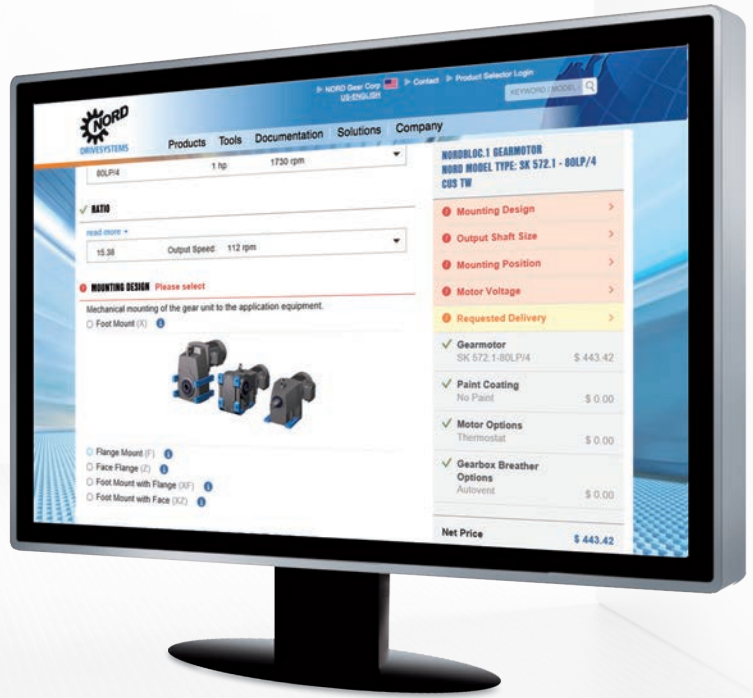 NORD Gear Corp
US-ENGLISH
Contact
Product Selector Login
KEYWORD / MODEL
NORD
DRIVESYSTEMS
Products Tools Documentation Solutions Company
80LP/4 1 hp 1730 rpm
RATIO
read more
15.38 Output Speed: 112 rpm
MOUNTING DESIGN Please select
Mechanical mounting of the gear unit to the application equipment.
Foot Mount (X)
Flange Mount (F)
Face Flange (Z)
Foot Mount with Flange (XF)
Foot Mount with Face (XZ)
NORDBLOC.1 GEARMOTOR
NORD MODEL TYPE: SK 572.1 - 80LP/4
CUS TW
Mounting Design
Output Shaft Size
Mounting Position
Motor Voltage
Requested Delivery
Gearmotor
SK 572.1-80LP/4 $ 443.42
Paint Coating
No Paint $ 0.00
Motor Options
Thermostat $ 0.00
Gearbox Breather
Options
Autovent $ 0.00
Net Price $ 443.42